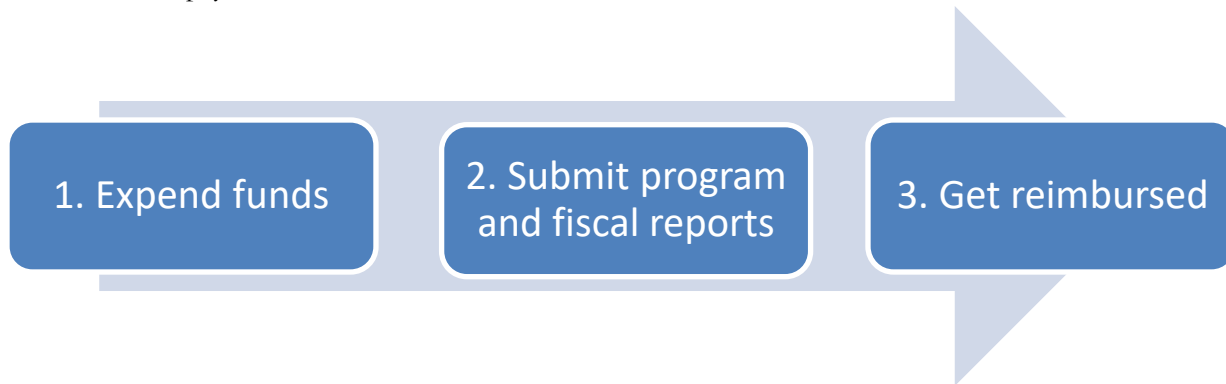 1. Expend funds
2. Submit program
and fiscal reports
3. Get reimbursed